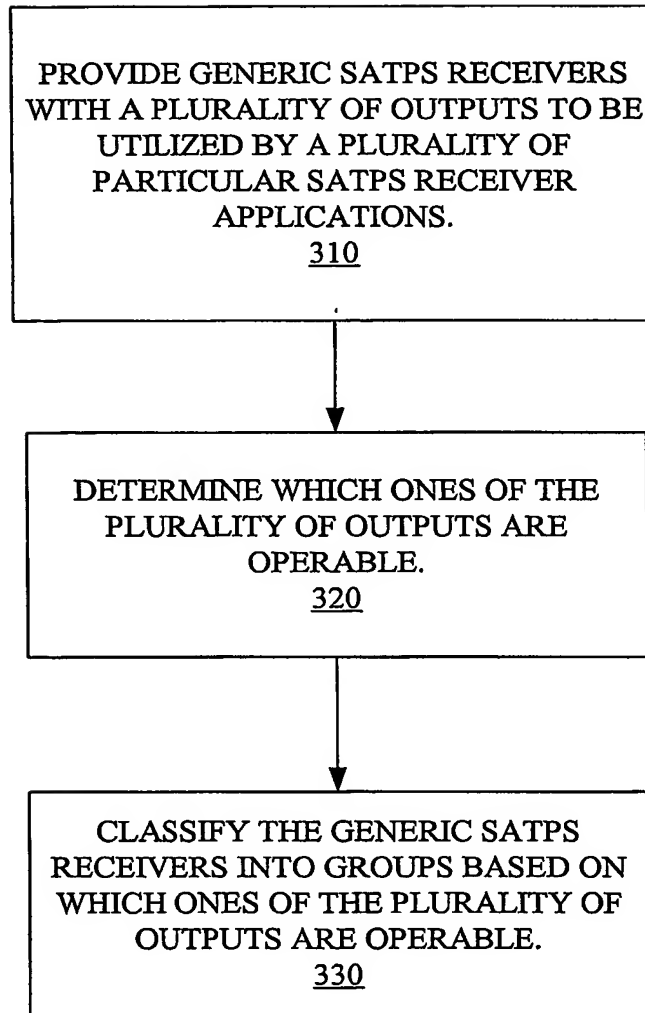 PROVIDE GENERIC SATPS RECEIVERS
WITH A PLURALITY OF OUTPUTS TO BE
UTILIZED BY A PLURALITY OF
PARTICULAR SATPS RECEIVER
APPLICATIONS.
310
DETERMINE WHICH ONES OF THE
PLURALITY OF OUTPUTS ARE
OPERABLE.
320
CLASSIFY THE GENERIC SATPS
RECEIVERS INTO GROUPS BASED ON
WHICH ONES OF THE PLURALITY OF
OUTPUTS ARE OPERABLE.
330